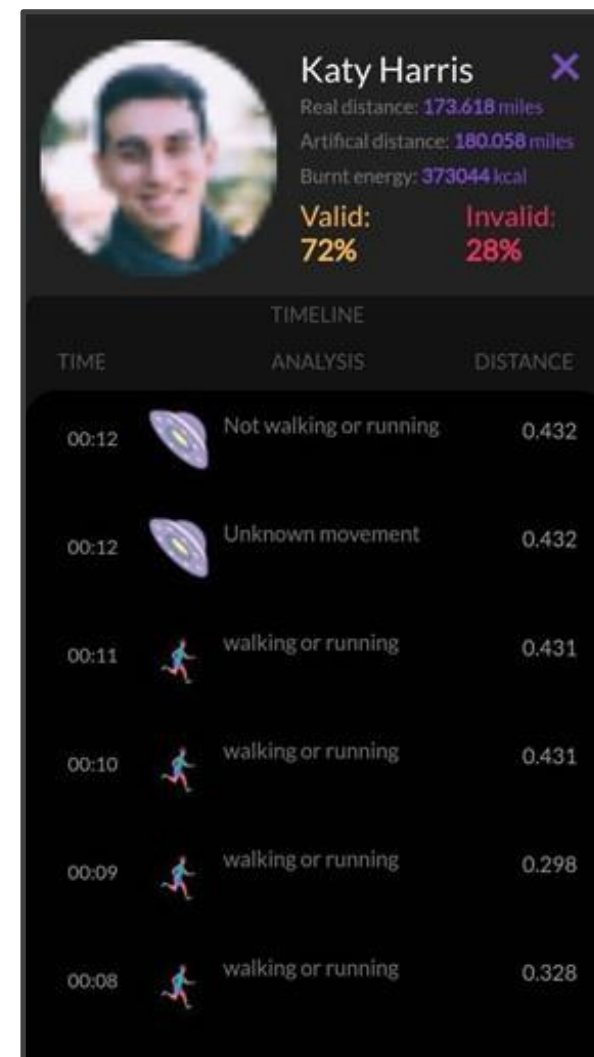 Katy Harris
Real distance: 173.618 miles
Artifical distance: 180.058 miles
Burnt energy: 373044 kcal
Valid: Invalid:
72% 28%
TIMELINE
TIME ANALYSIS DISTANCE
00:12 Not walking or running 0.432
00:12 Unknown movement 0.432
00:11 walking or running 0.431
00:10 walking or running 0.431
00:09 walking or running 0.298
00:08 walking or running 0.328